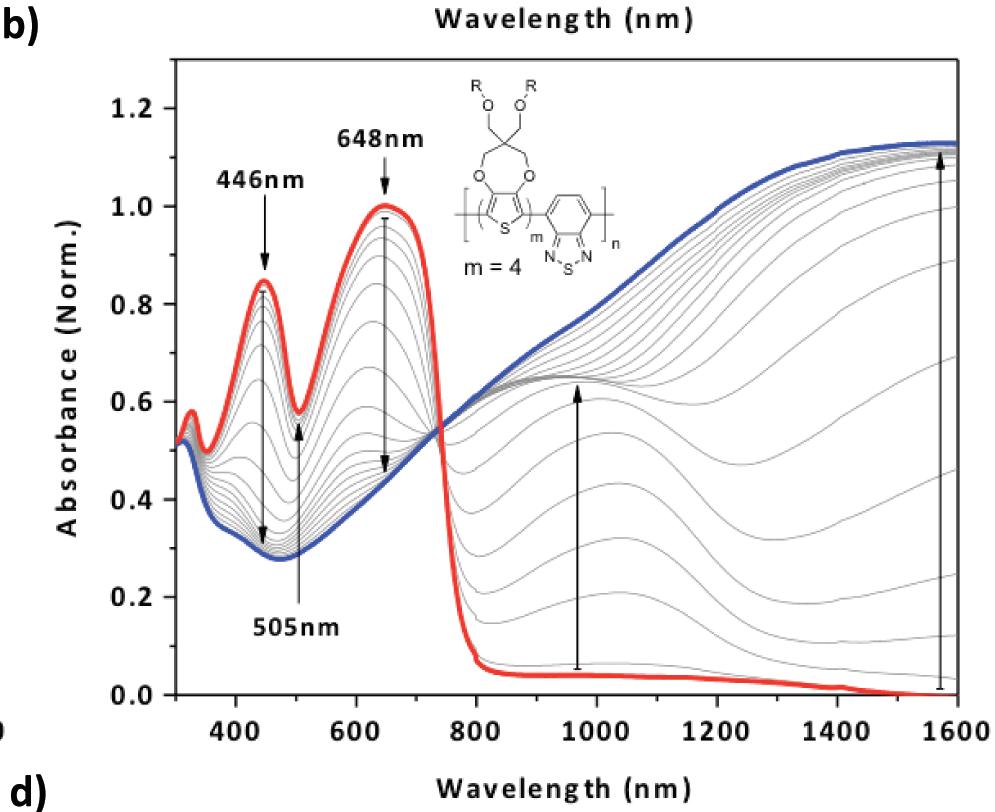 b)
Wavelength (nm)
Absorbance (Norm.)
1.2
1.0
0.8
0.6
0.4
0.2
0.0
648nm
446nm
505nm
R R
O O
O O
S
m
n
N N
S
m = 4
0
400 600 800 1000 1200 1400 1600
Wavelength (nm)
d)